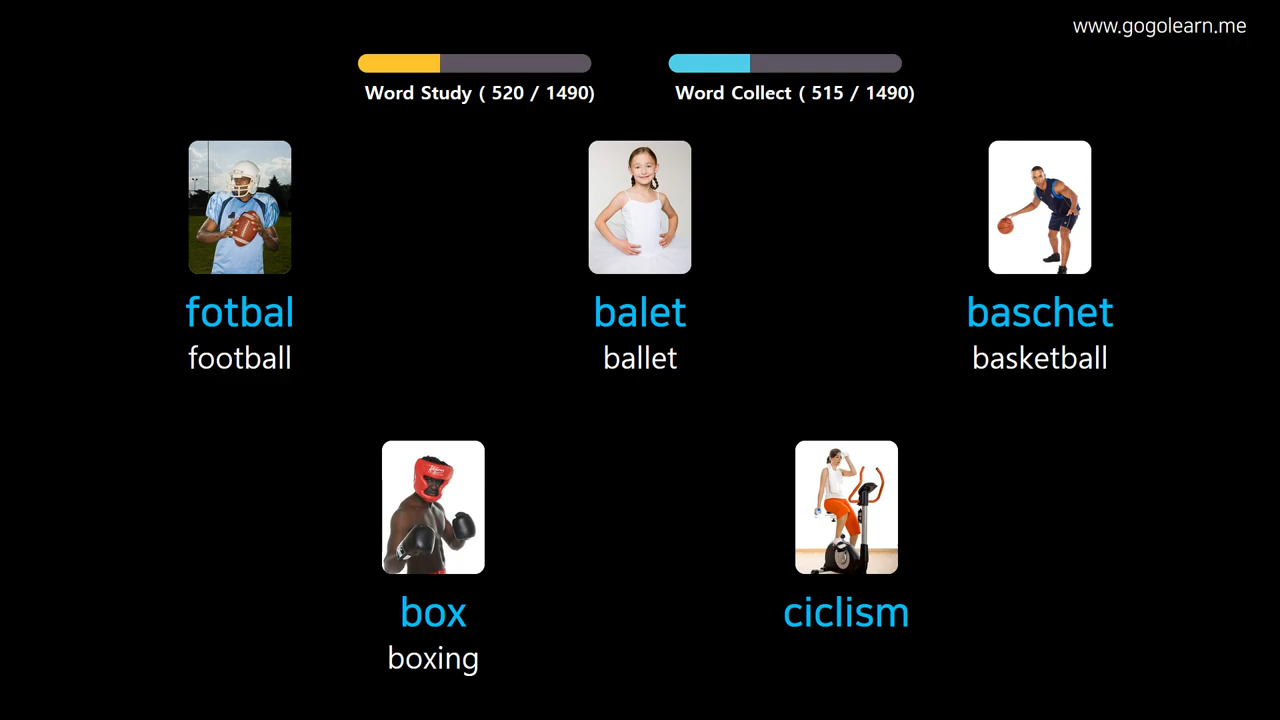 www.gogolearn.me
Word Study ( 520 / 1490)
Word Collect ( 515 / 1490)
fotbal
football
balet
ballet
baschet
basketball
box
boxing
ciclism